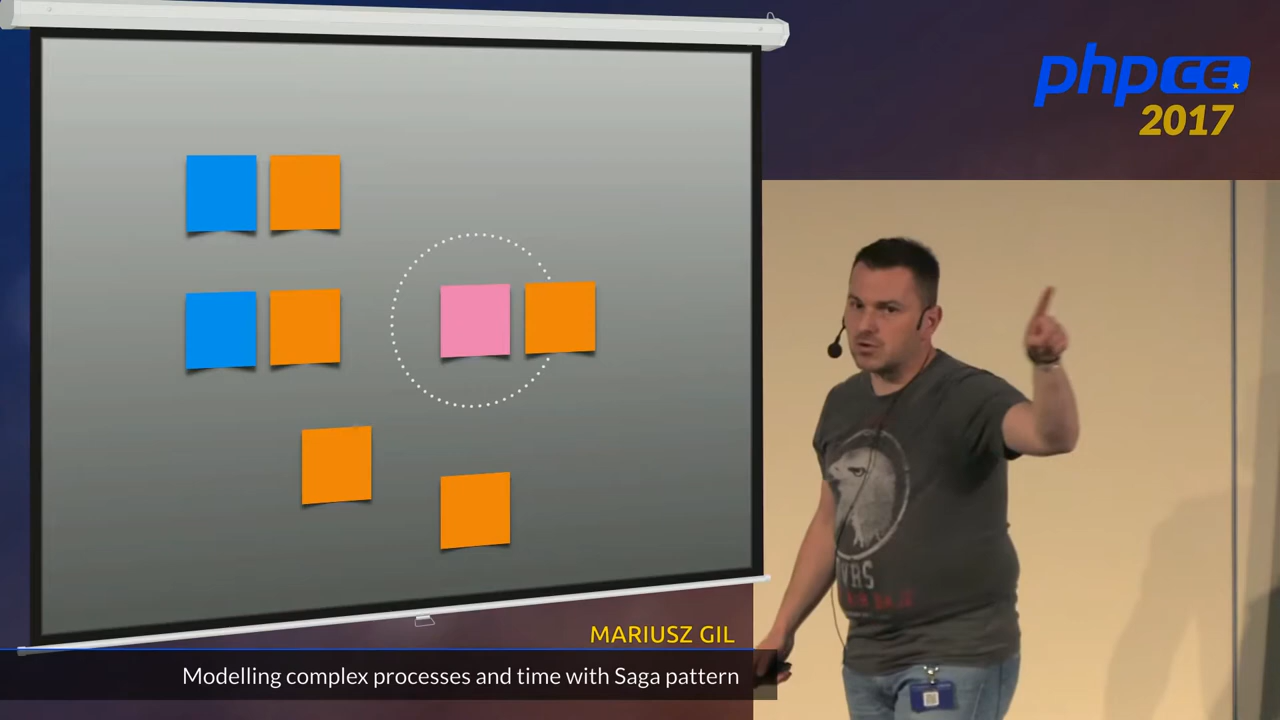 phpCE
2017
MARIUSZ GIL
Modelling complex processes and time with Saga pattern